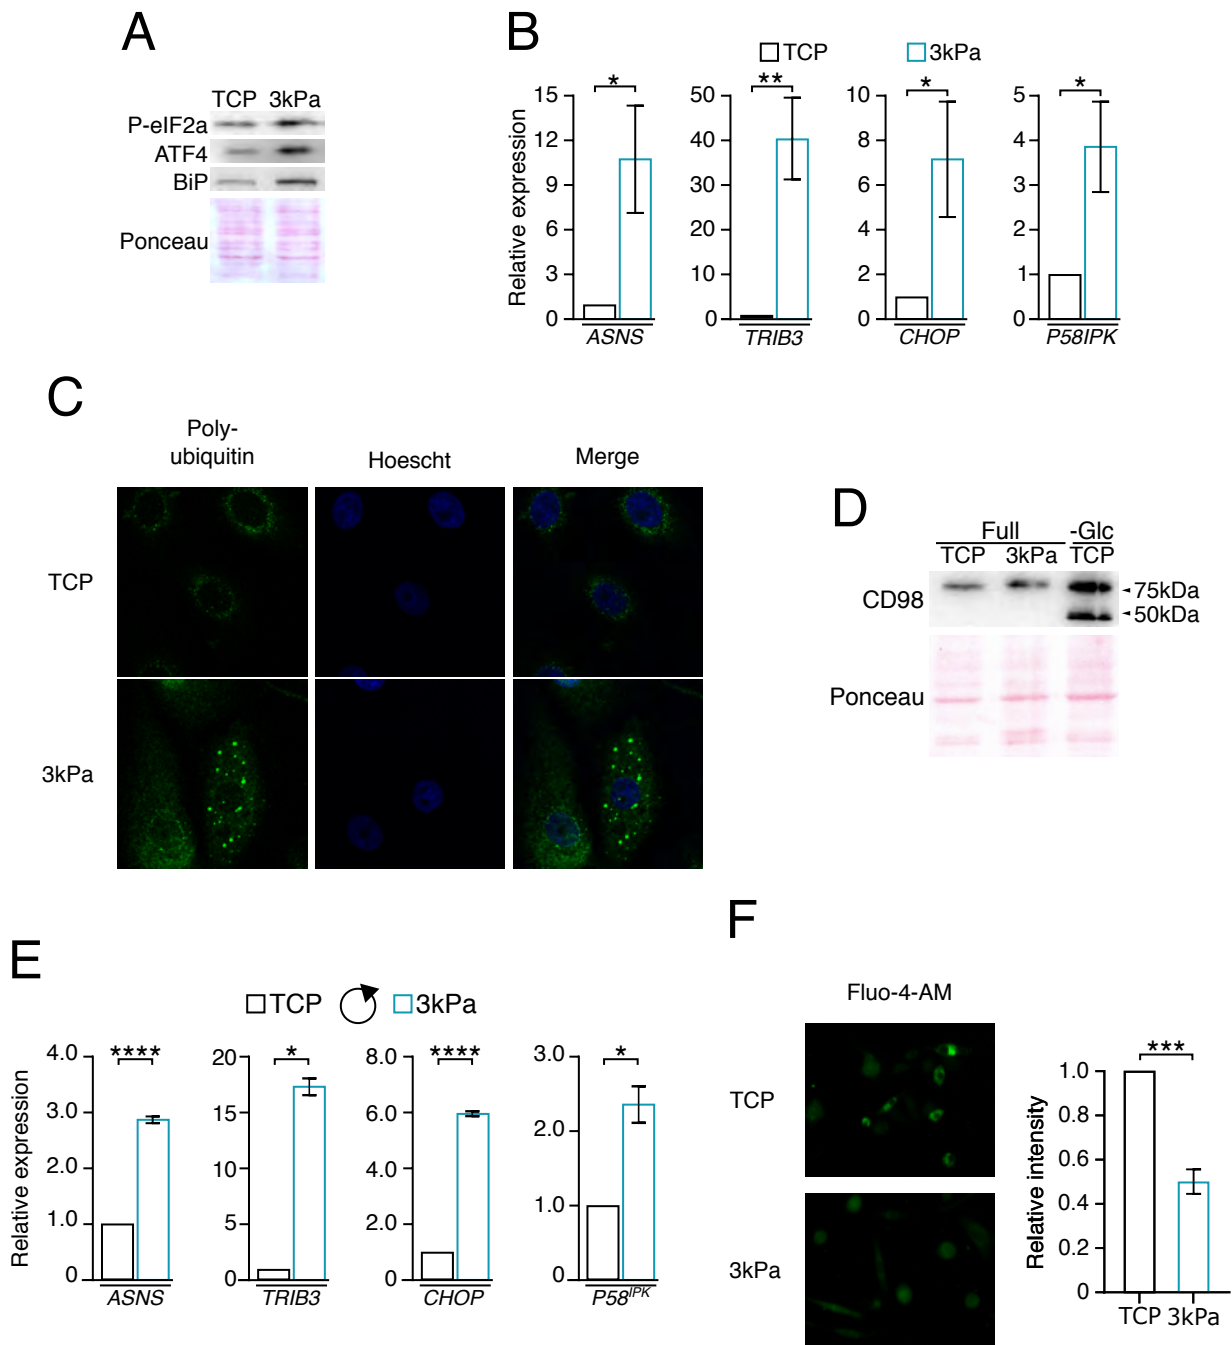 A
TCP 3kPa
P-eIF2a
ATF4
BiP
Ponceau
B
TCP 3kPa
Relative expression
15
12
9
6
3
0
*
ASNS
50
40
30
20
10
0
**
TRIB3
10
8
6
4
2
0
*
CHOP
5
4
3
2
1
0
*
P58IPK
C
Poly-
ubiquitin
Hoescht
Merge
TCP
3kPa
D
Full -Glc
TCP 3kPa TCP
CD98
75kDa
50kDa
Ponceau
E
TCP 3kPa
Relative expression
4.0
3.0
2.0
1.0
0
****
ASNS
20
15
10
5
0
*
TRIB3
8.0
6.0
4.0
2.0
0
****
CHOP
3.0
2.0
1.0
0
*
P58IPK
F
Fluo-4-AM
TCP
3kPa
Relative intensity
1.0
0.8
0.6
0.4
0.2
0
***
TCP 3kPa